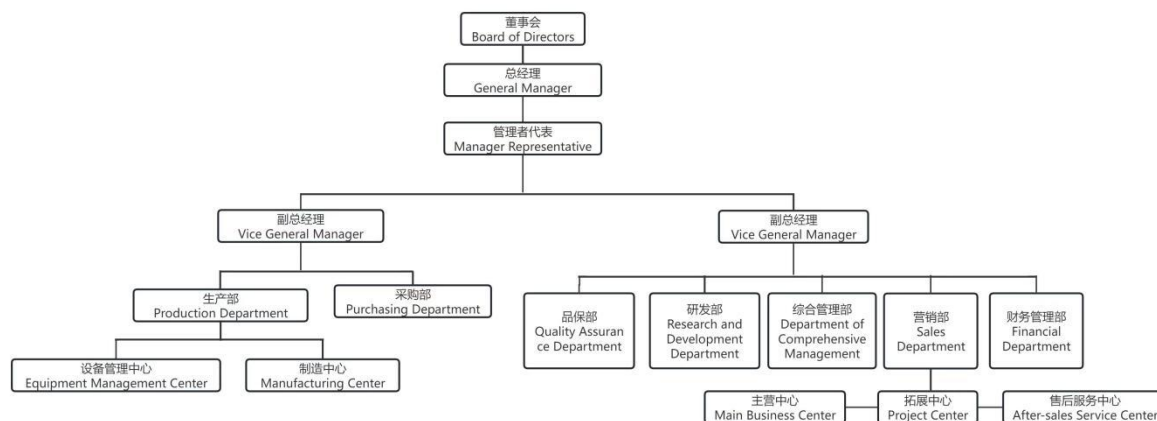 董事会
Board of Directors
总经理
General Manager
管理者代表
Manager Representative
副总经理
Vice General Manager
副总经理
Vice General Manager
生产部
Production Department
采购部
Purchasing Department
品保部
Quality Assuran
ce Department
研发部
Research and
Development
Department
综合管理部
Department of
Comprehensive
Management
营销部
Sales
Department
财务管理部
Financial
Department
设备管理中心
Equipment Management Center
制造中心
Manufacturing Center
主营中心
Main Business Center
拓展中心
Project Center
售后服务中心
After-sales Service Center